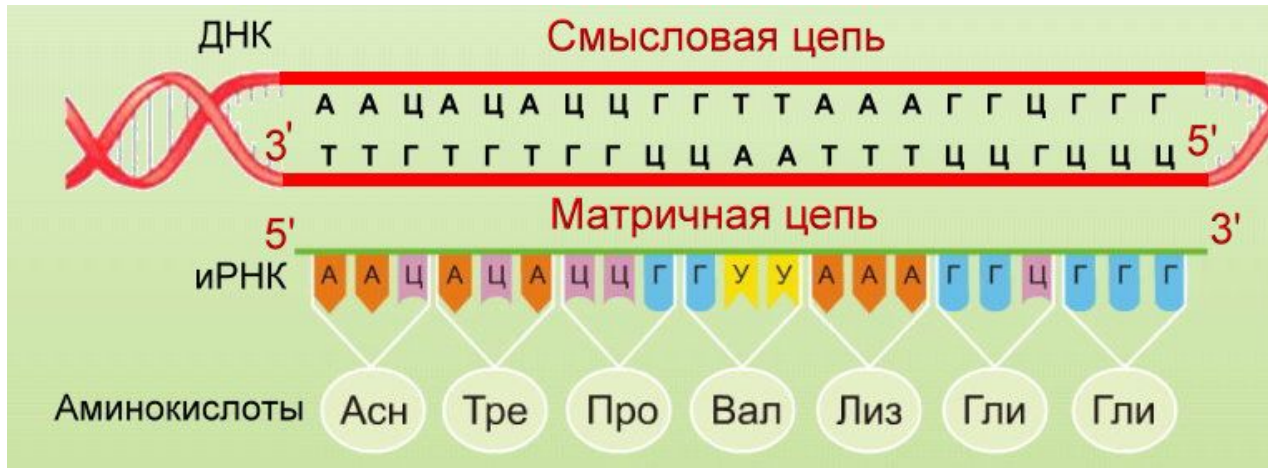 ДНК Смысловая цепь
А А Ц А Ц А Ц Ц Г Г Т Т А А А Г Г Ц Г Г Г
3' Т Т Г Т Г Т Г Г Ц Ц А А Т Т Т Ц Ц Г Ц Ц Ц 5'
5' Матричная цепь 3'
иРНК А А Ц А Ц А Ц Ц Г Г У У А А А Г Г Ц Г Г Г
Аминокислоты Асн Тре Про Вал Лиз Гли Гли